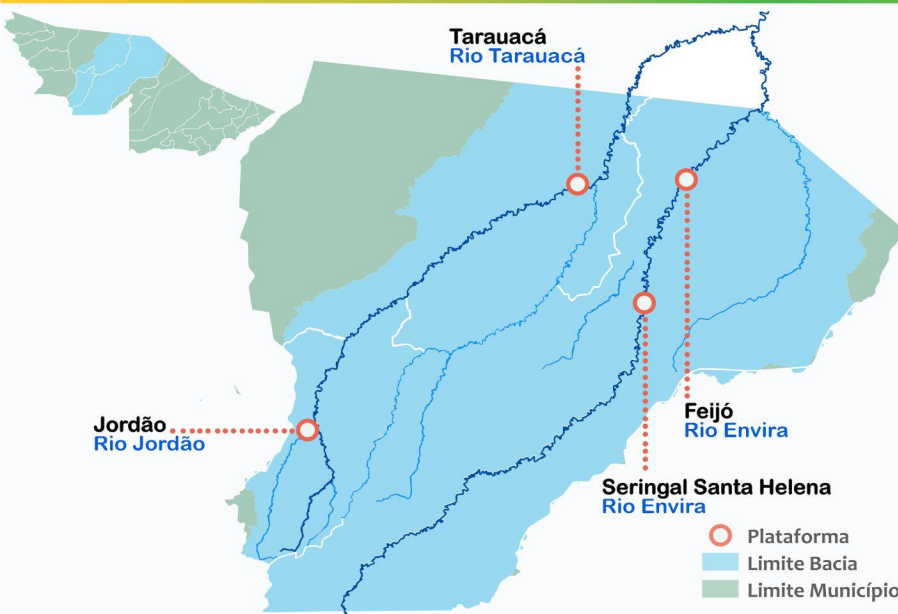 Tarauacá
Rio Tarauacá
Jordão
Rio Jordão
Feijó
Rio Envira
Seringal Santa Helena
Rio Envira
Plataforma
Limite Bacia
Limite Município